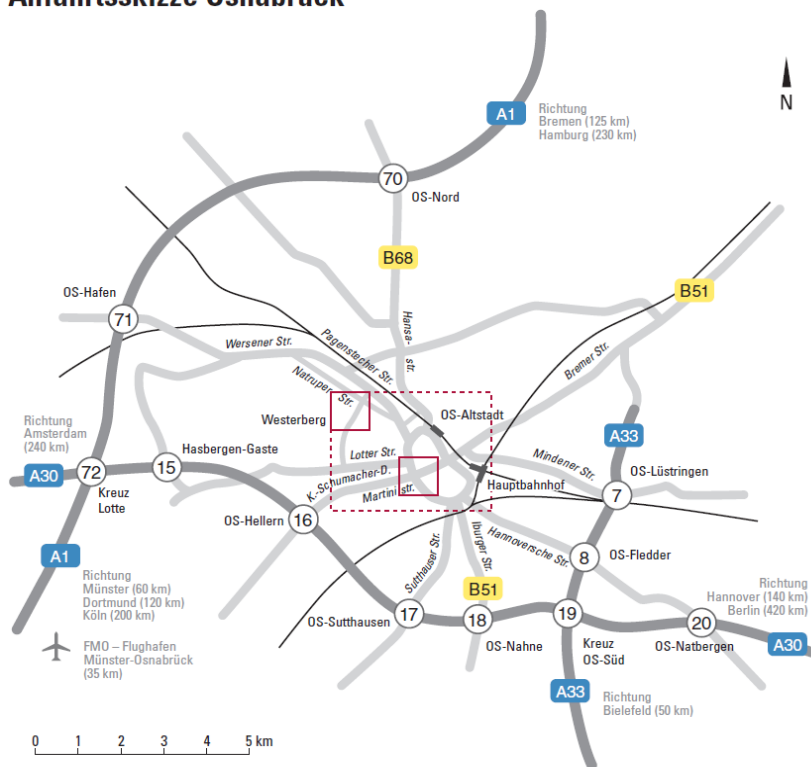 Anfahrtsskizze Osnabrück
A1
Richtung
Bremen (125 km)
Hamburg (230 km)
N
70
OS-Nord
B68
B51
OS-Hafen
71
Wersener Str.
Pagenstecher Str.
Hansa-
str.
Natruper Str.
Bremer Str.
Westerberg
OS-Altstadt
Richtung
Amsterdam
(240 km)
A33
Hasbergen-Gaste
Lotter Str.
Mindener Str.
OS-Lüstringen
A30
72
15
K.-Schumacher-D.
Hauptbahnhof
7
Kreuz
Lotte
Martinistr.
16
OS-Hellern
Hannoversche Str.
Sutthauser Str.
Iburger Str.
A1
8
OS-Fledder
Richtung
Münster (60 km)
Dortmund (120 km)
Köln (200 km)
B51
Richtung
Hannover (140 km)
Berlin (420 km)
OS-Sutthausen
17
18
19
20
OS-Nahne
Kreuz
OS-Süd
OS-Natbergen
A30
FMO – Flughafen
Münster-Osnabrück
(35 km)
A33
Richtung
Bielefeld (50 km)
0 1 2 3 4 5 km